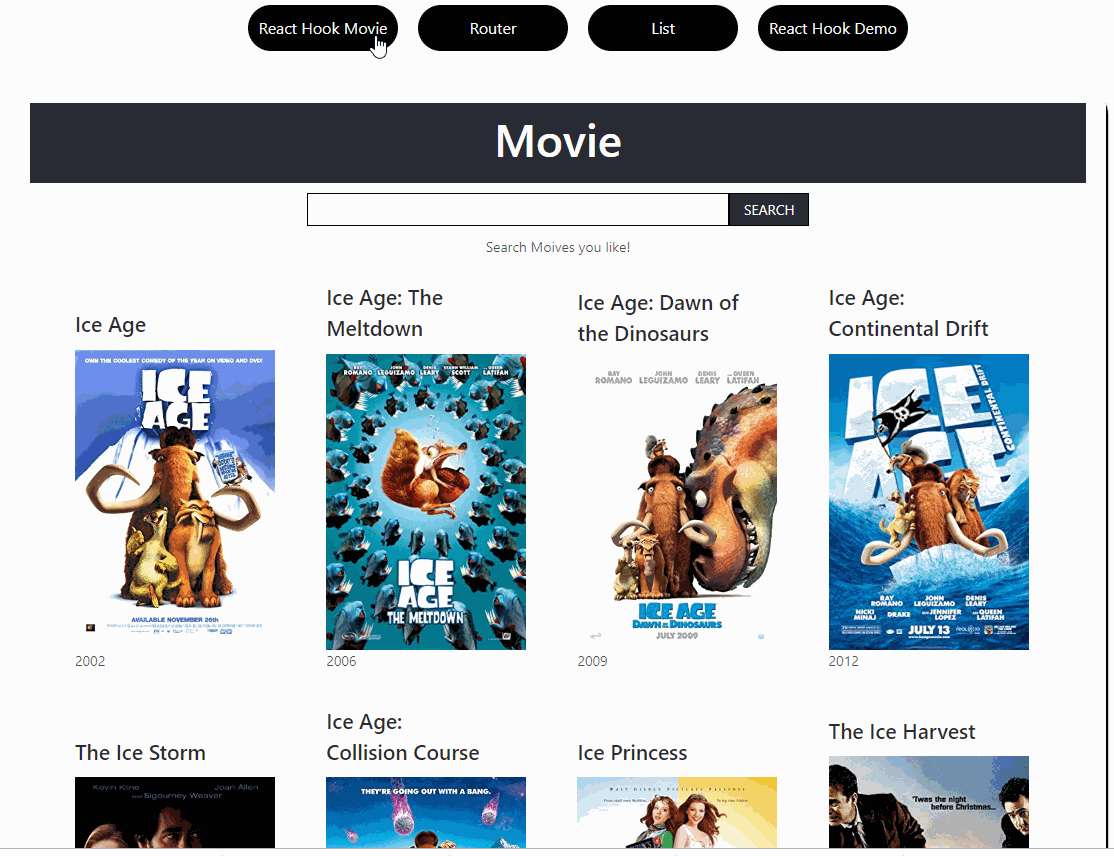 React Hook Movie
Router
List
React Hook Demo
Movie
SEARCH
Search Moives you like!
Ice Age
OWN THE COOLEST COMEDY OF THE YEAR ON VIDEO AND DVD!
ICE
AGE
AVAILABLE NOVEMBER 26th
2002
Ice Age: The
Meltdown
RAY ROMANO JOHN LEGUIZAMO DENIS LEARY SEANN WILLIAM SCOTT AND QUEEN LATIFAH
ICE
AGE
THE MELTDOWN
2006
Ice Age: Dawn of
the Dinosaurs
RAY ROMANO JOHN LEGUIZAMO DENIS LEARY AND QUEEN LATIFAH
ICE AGE
DAWN OF THE DINOSAURS
JULY 2009
2009
Ice Age:
Continental Drift
ICE
AGE
CONTINENTAL DRIFT
RAY ROMANO JOHN LEGUIZAMO DENIS LEARY
NICKI MINAJ DRAKE WITH JENNIFER LOPEZ AND QUEEN LATIFAH
JULY 13
2012
The Ice Storm
Kevin Kline Joan Allen
and Sigourney Weaver
Ice Age:
Collision Course
THEY'RE GOING OUT WITH A BANG.
Ice Princess
WALT DISNEY PICTURES PRESENTS
The Ice Harvest
'Twas the night
before Christmas...